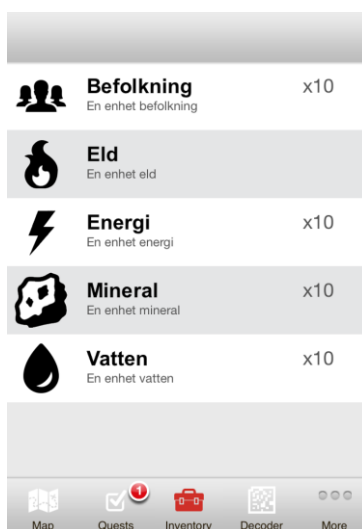 Befolkning x10
En enhet befolkning
Eld
En enhet eld
Energi x10
En enhet energi
Mineral x10
En enhet mineral
Vatten x10
En enhet vatten
1
Map Quests Inventory Decoder More